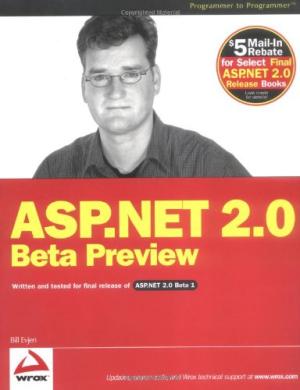 Programmer to Programmer™
$5 Mail-In
Rebate
for Select Final
ASP.NET 2.0
Release Books
ASP.NET 2.0
Beta Preview
Written and tested for final release of ASP.NET 2.0 Beta 1
Bill Evjen
wrox™
and Wrox technical support at www.wrox.com